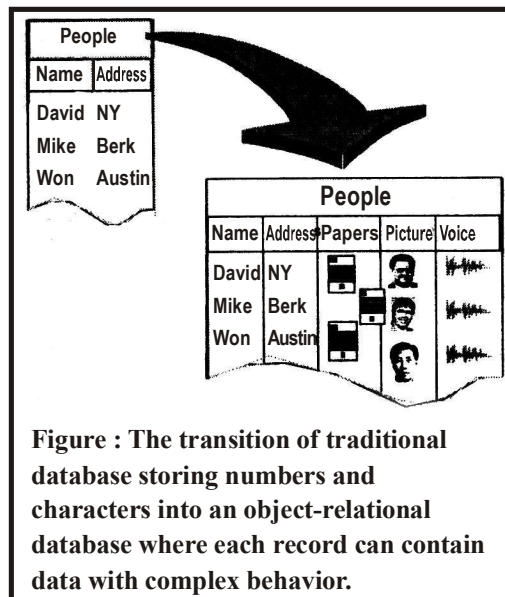 People
Name Address
David NY
Mike Berk
Won Austin
People
Name Address Papers Picture Voice
David NY
Mike Berk
Won Austin
Figure : The transition of traditional
database storing numbers and
characters into an object-relational
database where each record can contain
data with complex behavior.